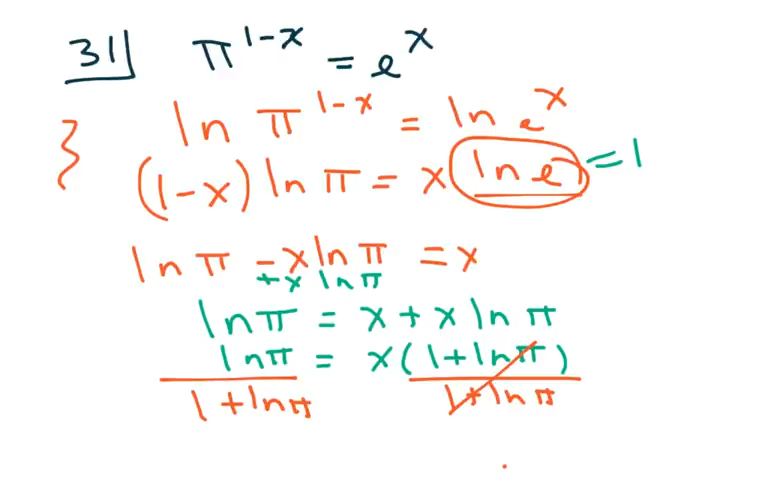 31 π^(1-x) = e^x
ln π^(1-x) = ln e^x
(1-x) ln π = x ln e = 1
ln π - x ln π = x
+x ln π
ln π = x + x ln π
ln π = x(1 + ln π)
1 + ln π 1 + ln π